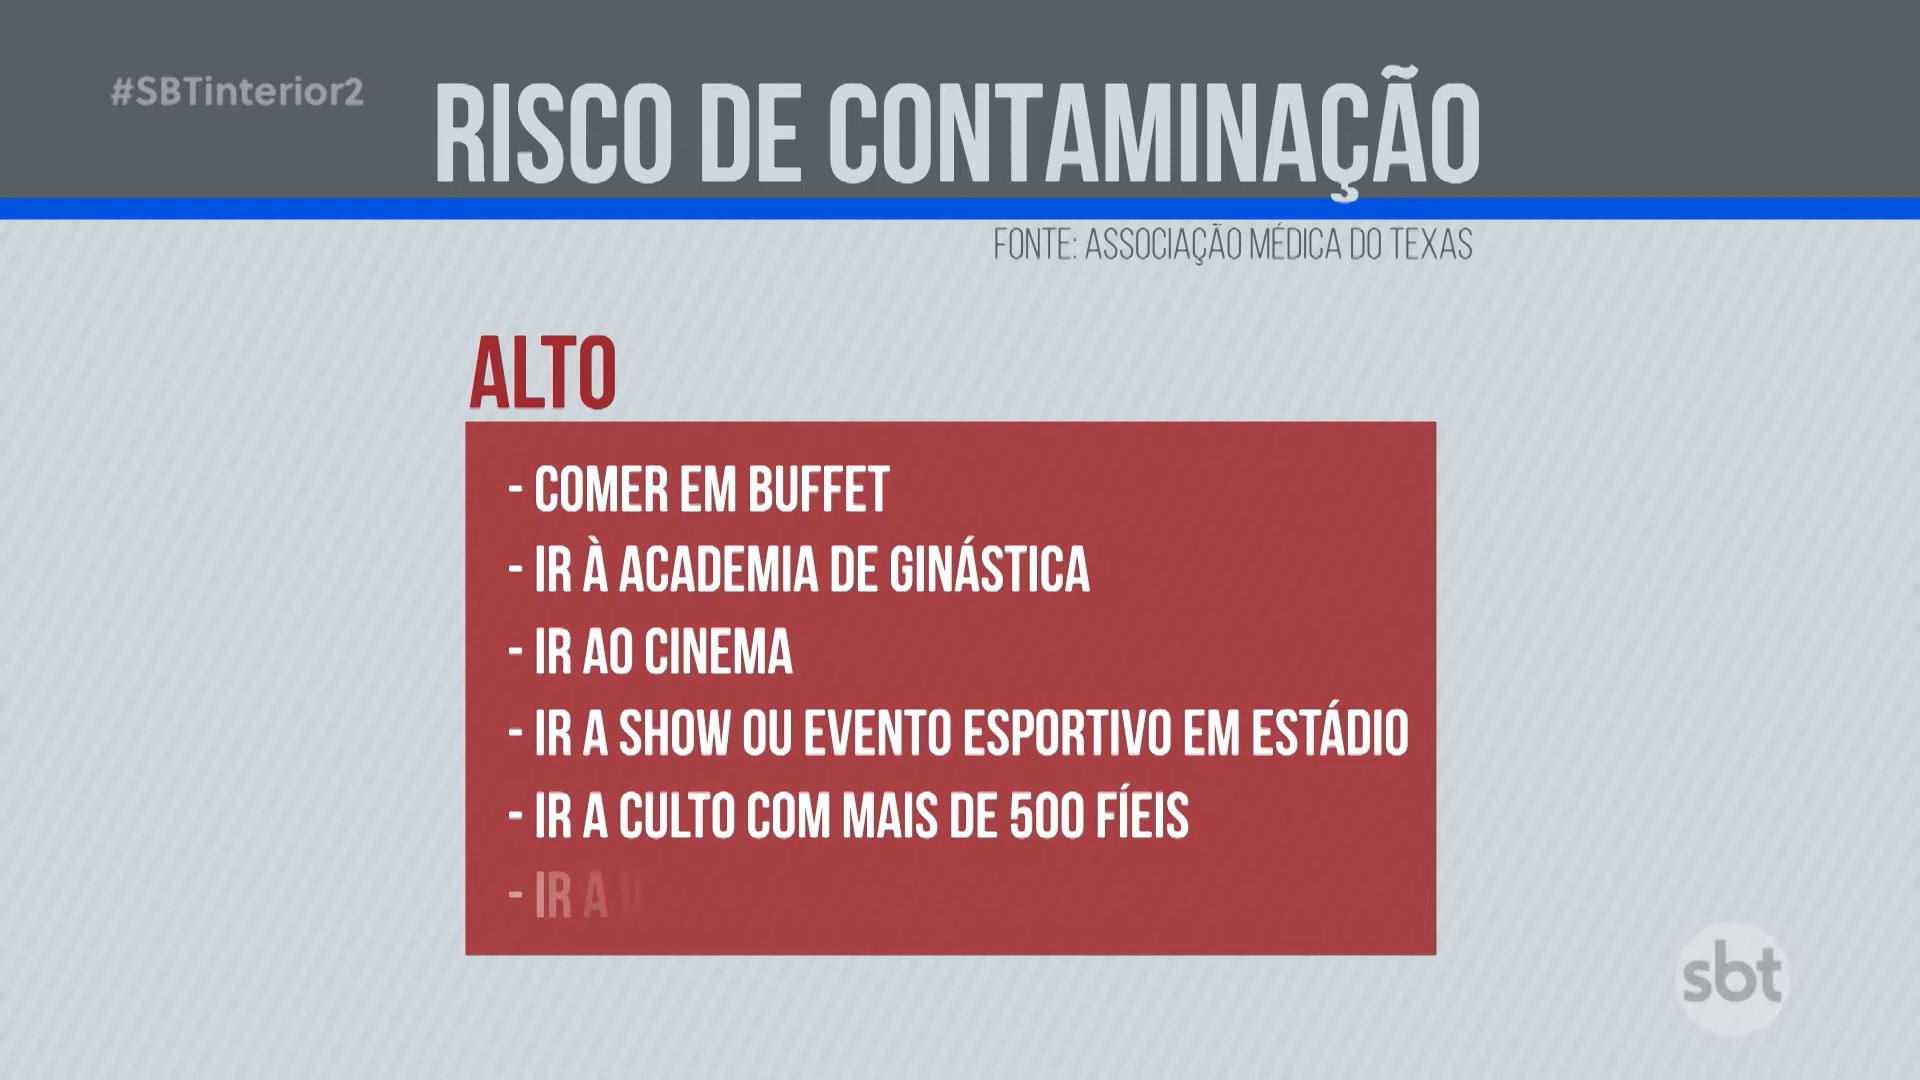 #SBTinterior2
RISCO DE CONTAMINAÇÃO
FONTE: ASSOCIAÇÃO MÉDICA DO TEXAS
ALTO
- COMER EM BUFFET
- IR À ACADEMIA DE GINÁSTICA
- IR AO CINEMA
- IR A SHOW OU EVENTO ESPORTIVO EM ESTÁDIO
- IR A CULTO COM MAIS DE 500 FÍEIS
- IR A
sbt